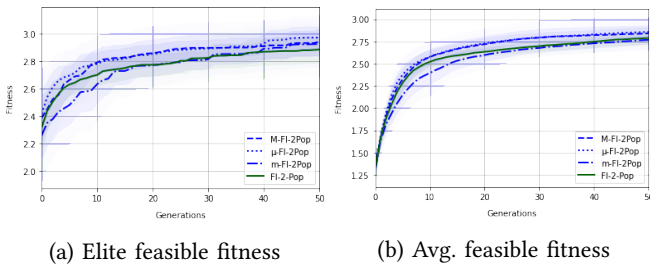 3.0
2.8
2.6
2.4
2.2
2.0
Fitness
0
10
20
30
40
50
Generations
M-FI-2Pop
μ-FI-2Pop
m-FI-2Pop
FI-2-Pop
(a) Elite feasible fitness
3.00
2.75
2.50
2.25
2.00
1.75
1.50
1.25
Fitness
0
10
20
30
40
50
Generations
M-FI-2Pop
μ-FI-2Pop
m-FI-2Pop
FI-2-Pop
(b) Avg. feasible fitness